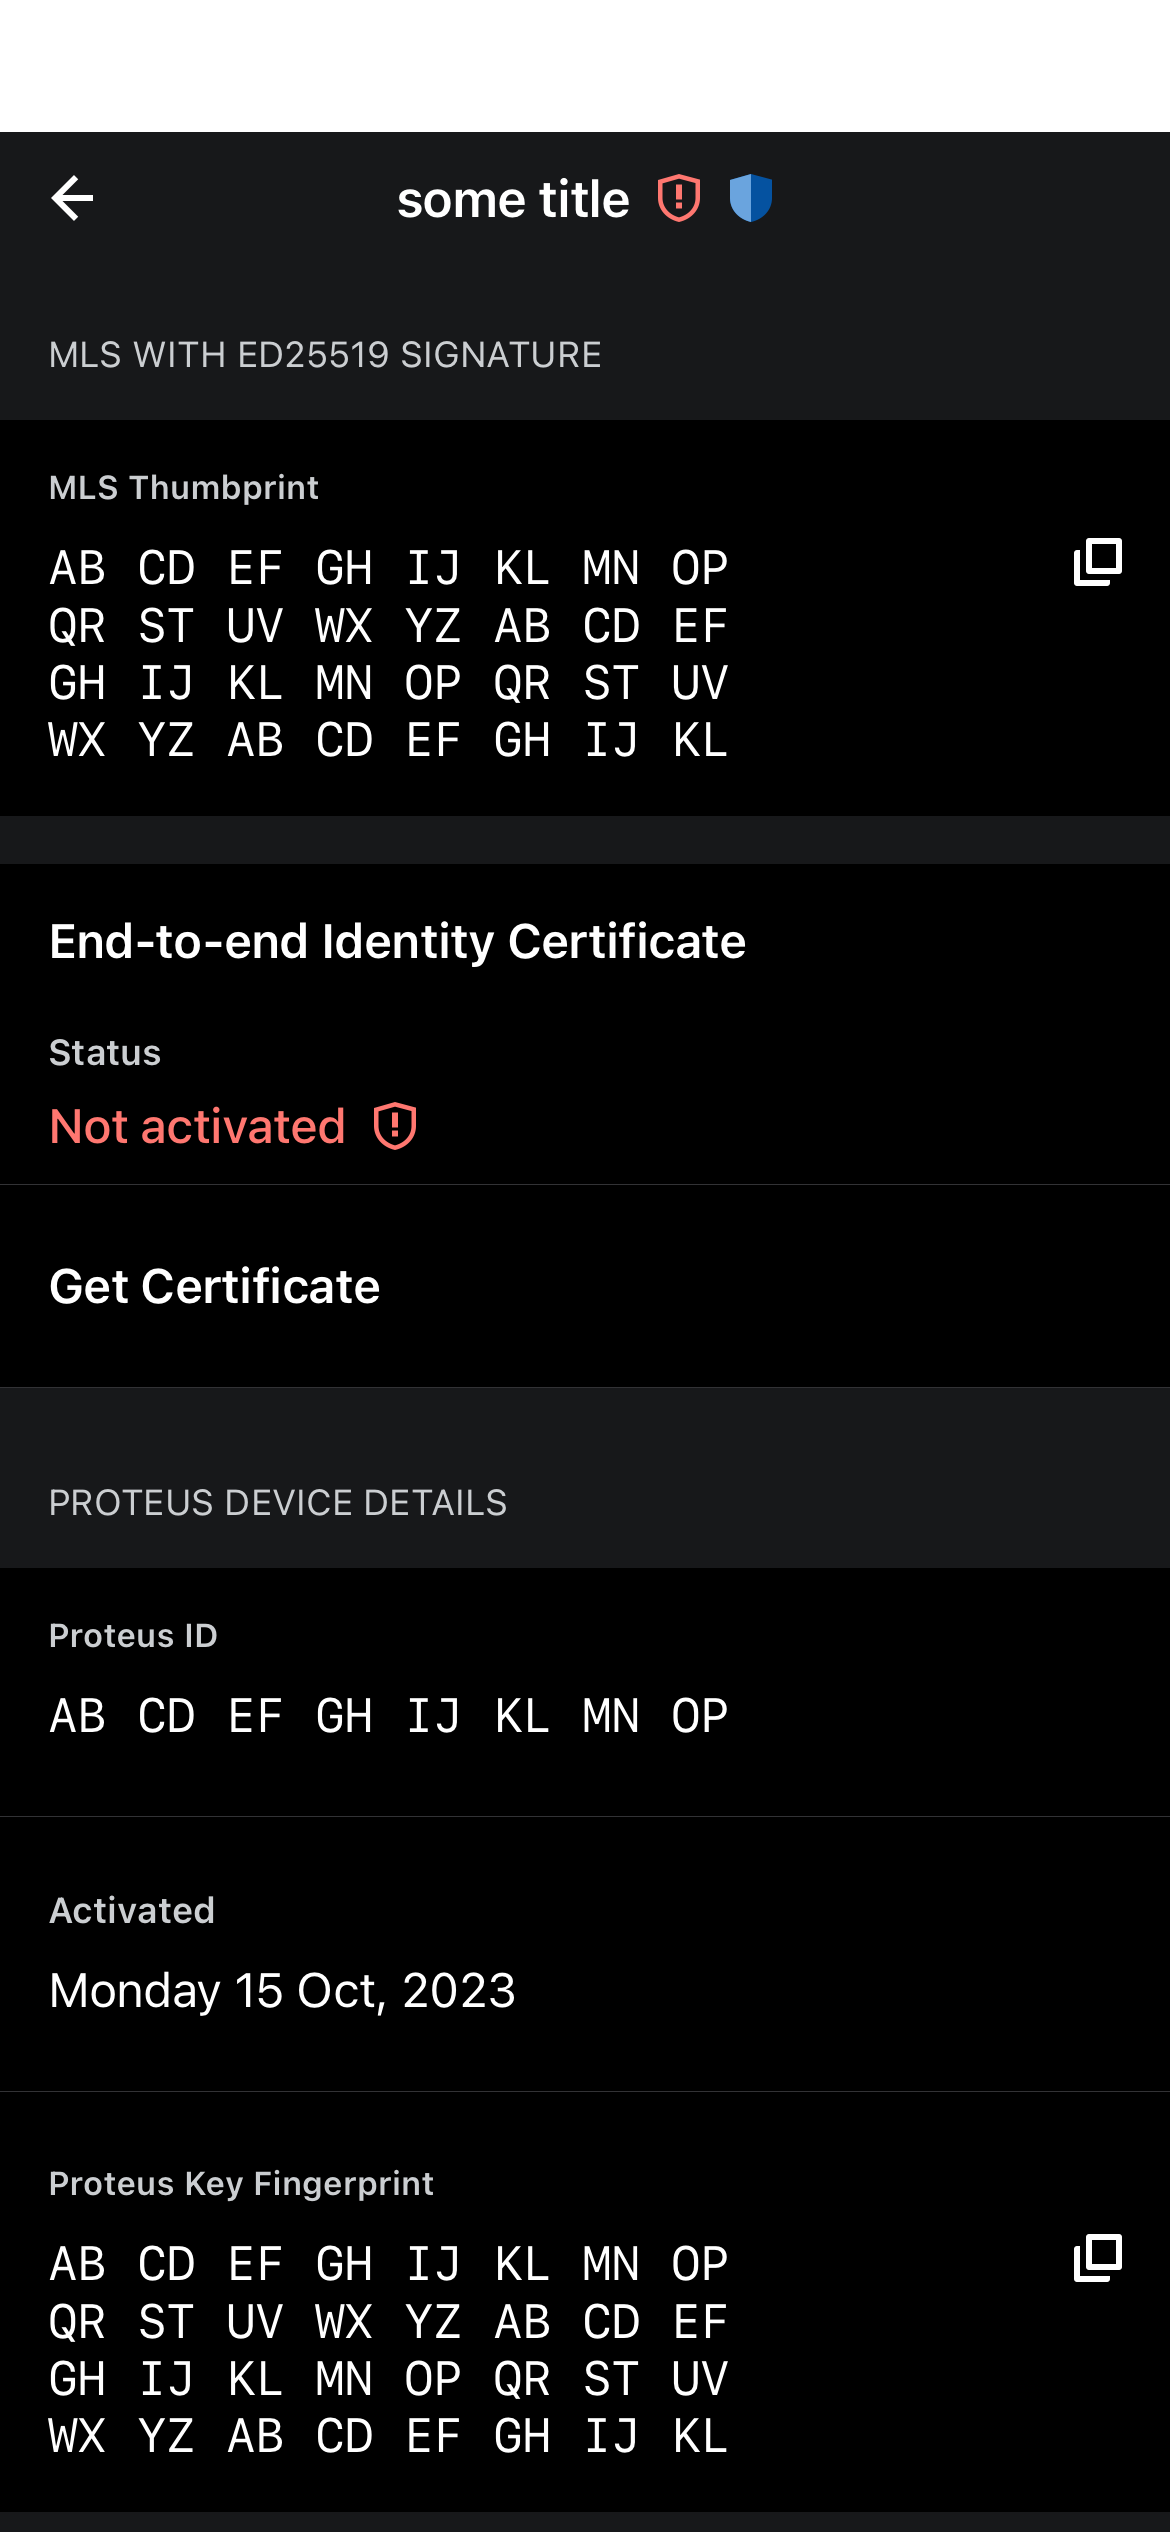 some title
MLS WITH ED25519 SIGNATURE
MLS Thumbprint
AB CD EF GH IJ KL MN OP
QR ST UV WX YZ AB CD EF
GH IJ KL MN OP QR ST UV
WX YZ AB CD EF GH IJ KL
End-to-end Identity Certificate
Status
Not activated
Get Certificate
PROTEUS DEVICE DETAILS
Proteus ID
AB CD EF GH IJ KL MN OP
Activated
Monday 15 Oct, 2023
Proteus Key Fingerprint
AB CD EF GH IJ KL MN OP
QR ST UV WX YZ AB CD EF
GH IJ KL MN OP QR ST UV
WX YZ AB CD EF GH IJ KL